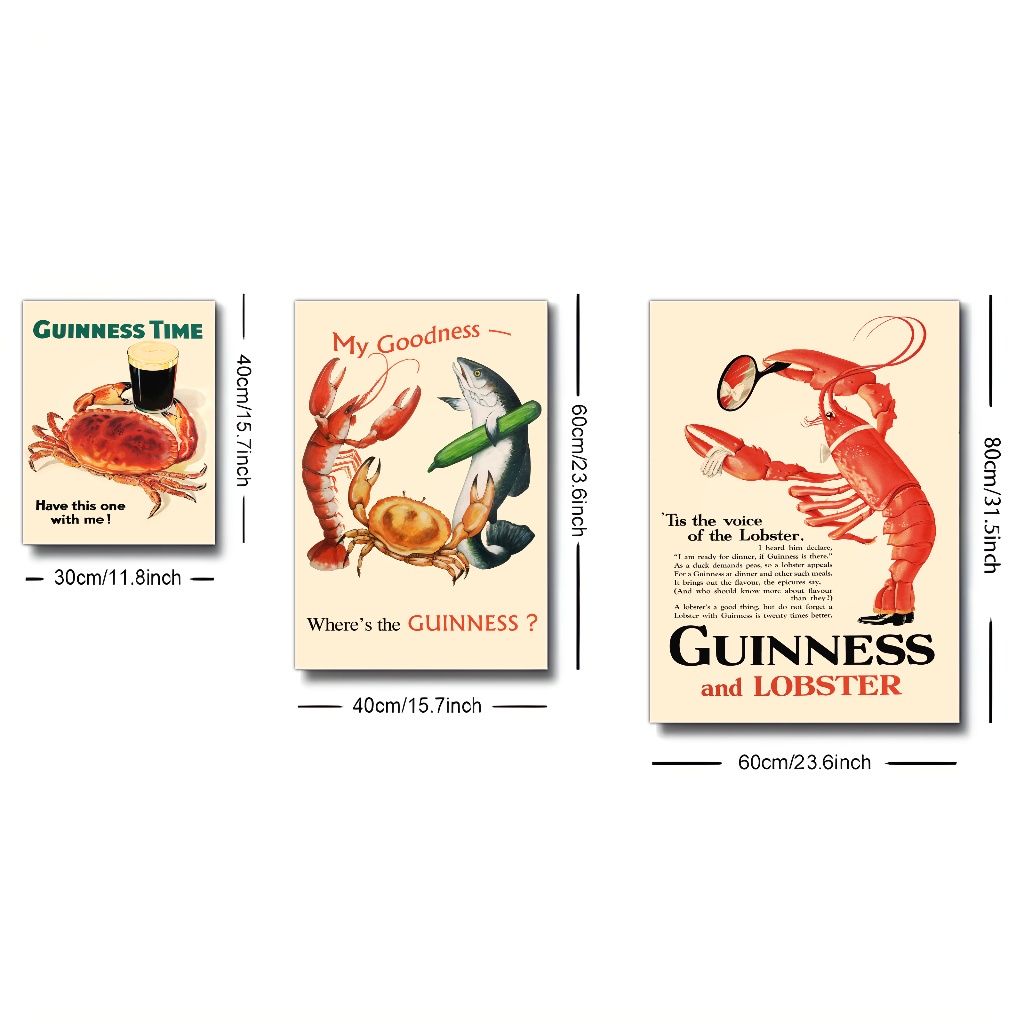 GUINNESS TIME
Have this one
with me!
40cm/15.7inch
30cm/11.8inch
My Goodness —
Where's the GUINNESS ?
60cm/23.6inch
40cm/15.7inch
'Tis the voice
of the Lobster,
I heard him declare,
"I am ready for dinner, if Guinness is there."
As a duck demands peas, so a lobster appeals
For a Guinness at dinner and other such meals.
It brings out the flavour, the epicures say.
(And who should know more about flavour
than they?)
A lobster's a good thing, but do not forget a
Lobster with Guinness is twenty times better.
GUINNESS
and LOBSTER
80cm/31.5inch
60cm/23.6inch